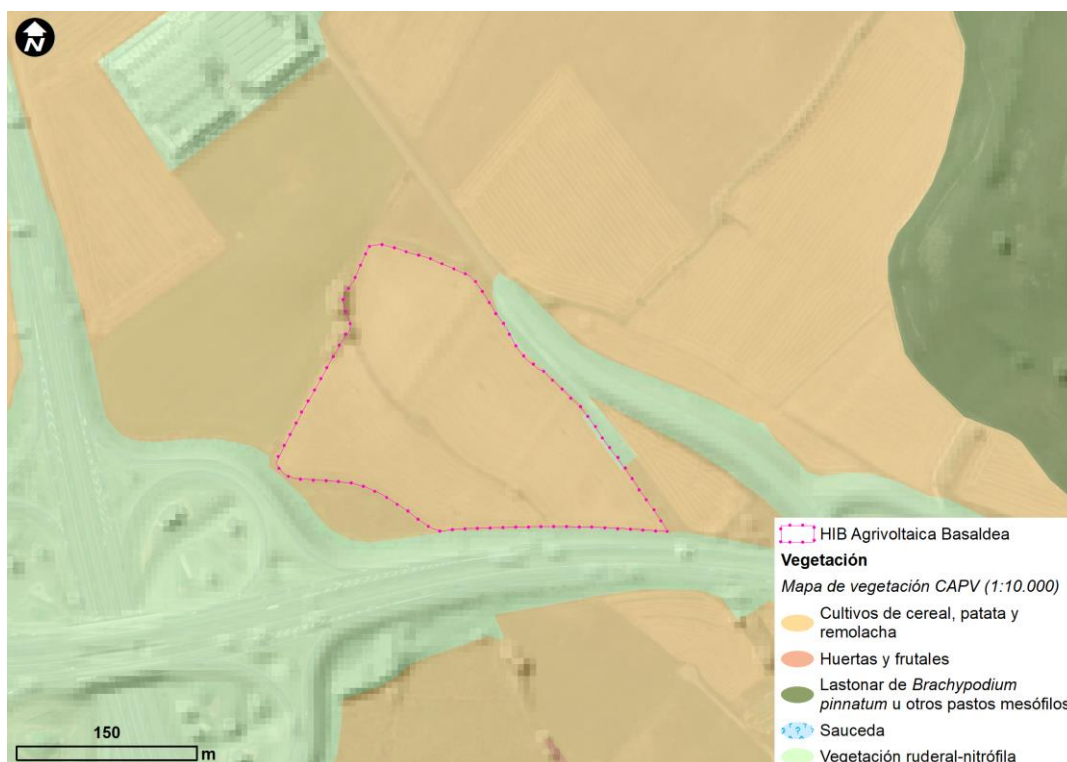 N
HIB Agrivoltaica Basaldea
Vegetación
Mapa de vegetación CAPV (1:10.000)
Cultivos de cereal, patata y
remolacha
Huertas y frutales
Lastonar de Brachypodium
pinnatum u otros pastos mesófilos
?
Sauceda
Vegetación ruderal-nitrófila
150
m